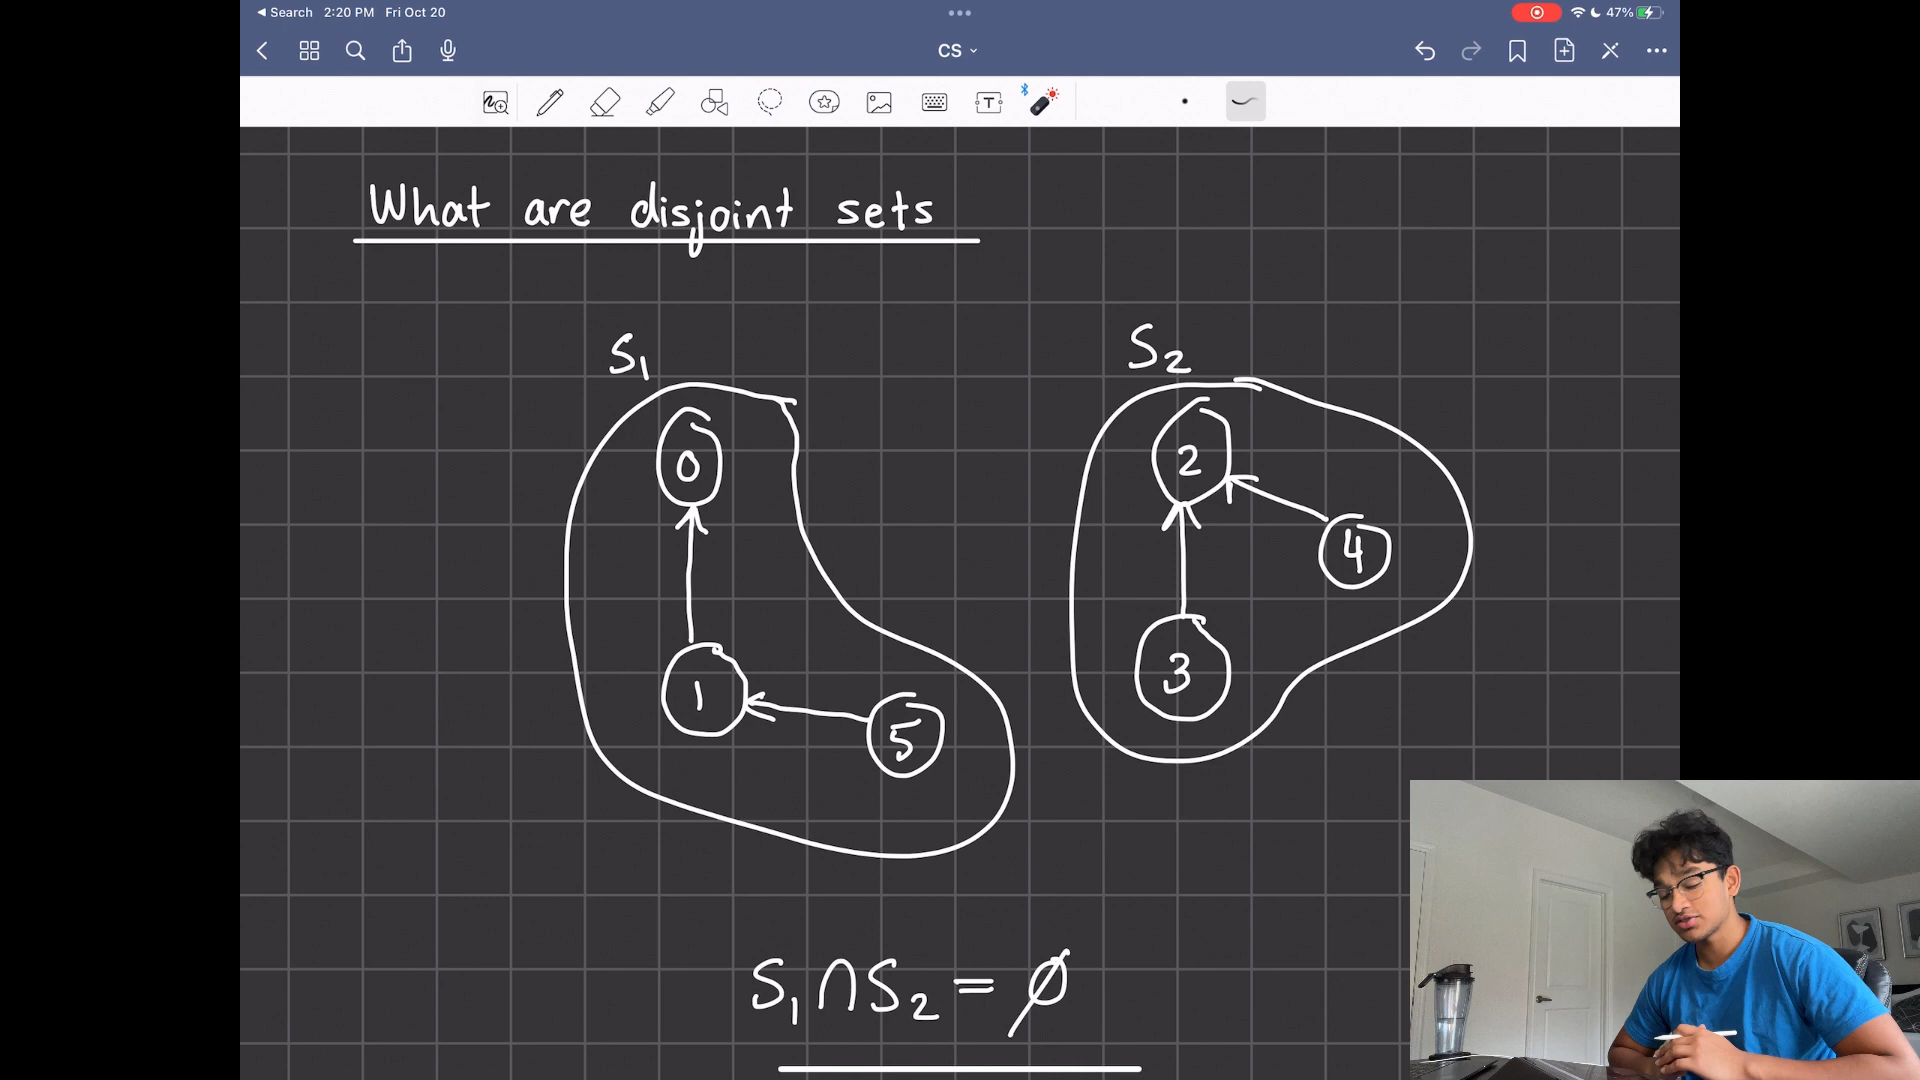 Search 2:20 PM Fri Oct 20
47%
CS
T
What are disjoint sets
S₁
S₂
0
2
4
1
3
5
S₁ ∩ S₂ = ∅